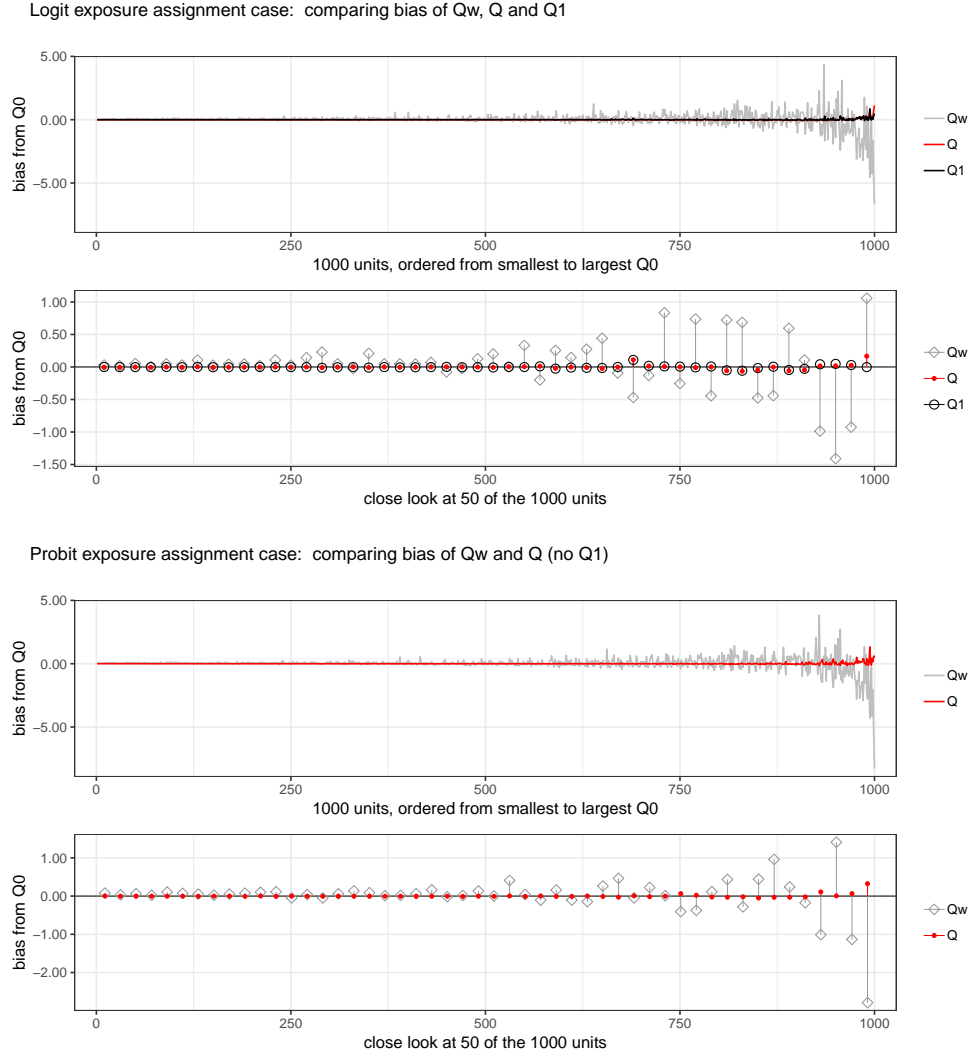 Logit exposure assignment case:  comparing bias of Qw, Q and Q1
5.00
0.00
−5.00
bias from Q0
0
250
500
750
1000
1000 units, ordered from smallest to largest Q0
Qw
Q
Q1
1.00
0.50
0.00
−0.50
−1.00
−1.50
bias from Q0
0
250
500
750
1000
close look at 50 of the 1000 units
Qw
Q
Q1
Probit exposure assignment case:  comparing bias of Qw and Q (no Q1)
5.00
0.00
−5.00
bias from Q0
0
250
500
750
1000
1000 units, ordered from smallest to largest Q0
Qw
Q
1.00
0.00
−1.00
−2.00
bias from Q0
0
250
500
750
1000
close look at 50 of the 1000 units
Qw
Q